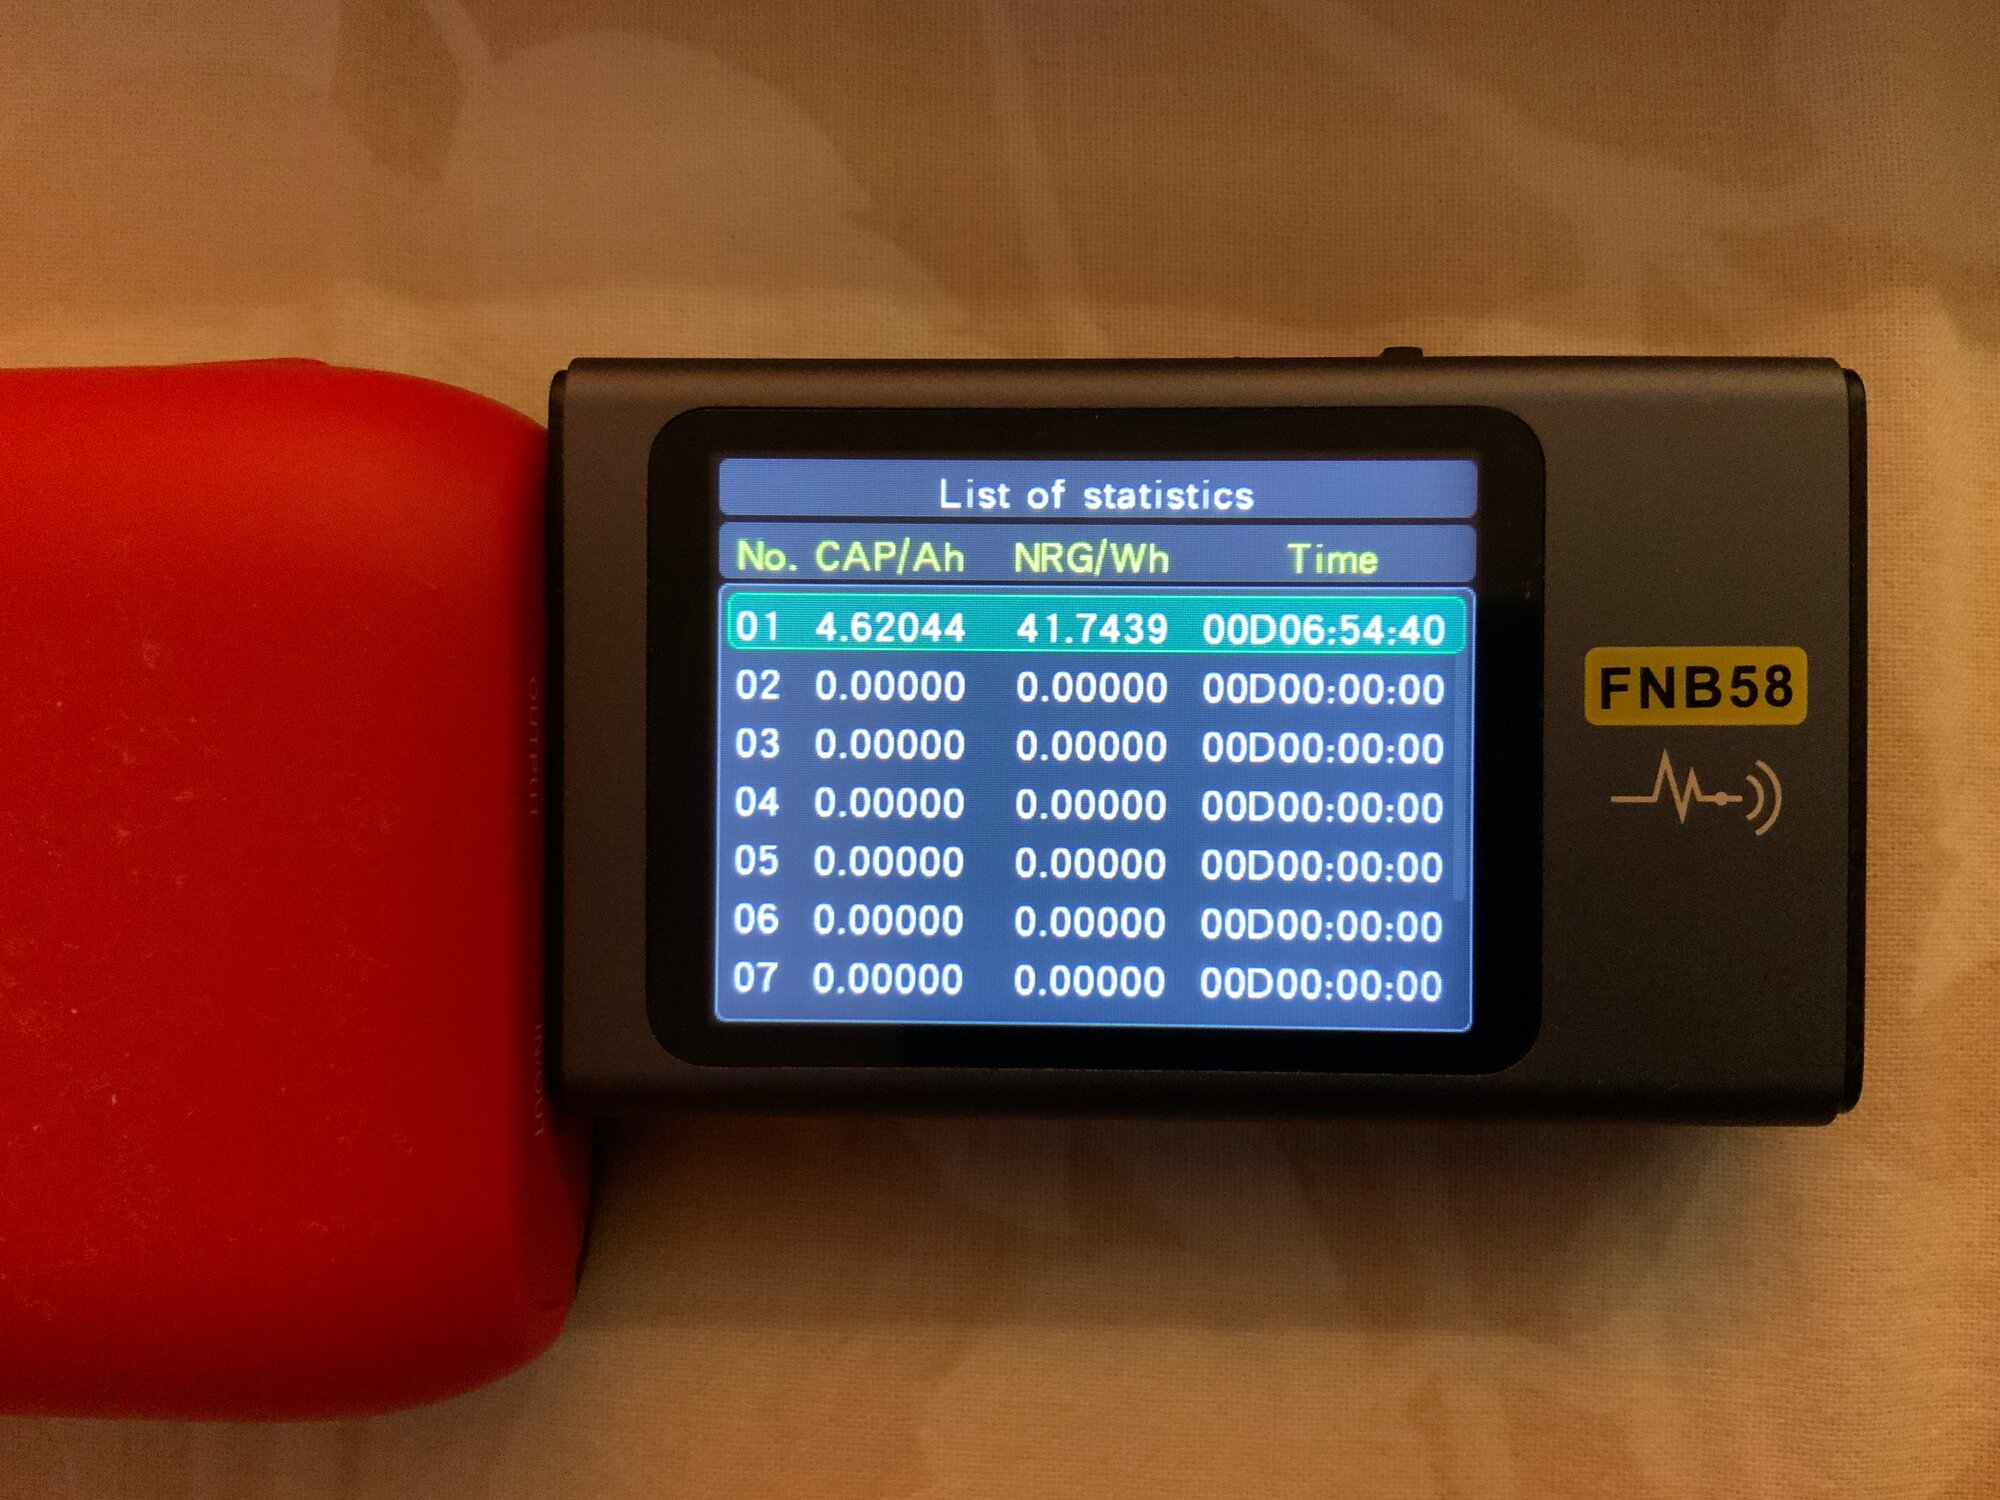 List of statistics
No. CAP/Ah NRG/Wh Time
01 4.62044 41.7439 00D06:54:40
02 0.00000 0.00000 00D00:00:00
03 0.00000 0.00000 00D00:00:00
04 0.00000 0.00000 00D00:00:00
05 0.00000 0.00000 00D00:00:00
06 0.00000 0.00000 00D00:00:00
07 0.00000 0.00000 00D00:00:00
FNB58
OUTPUT
IN/OUT